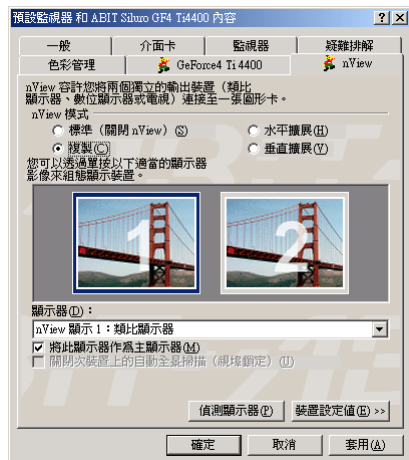 預設監視器 和 ABIT Siluro GF4 Ti4400 內容
一般
介面卡
監視器
疑難排解
色彩管理
GeForce4 Ti 4400
nView
nView 容許您將兩個獨立的輸出裝置（類比
顯示器、數位顯示器或電視）連接至一張圖形卡。
nView 模式
標準（關閉 nView）(S)
水平擴展(H)
複製(C)
垂直擴展(V)
您可以透過單按以下適當的顯示器
影像來組態顯示裝置。
1
2
顯示器(D)：
nView 顯示 1：類比顯示器
將此顯示器作為主顯示器(M)
關閉次裝置上的自動全景掃描（視埠鎖定）(U)
偵測顯示器(P)
裝置設定值(E) >>
確定
取消
套用(A)